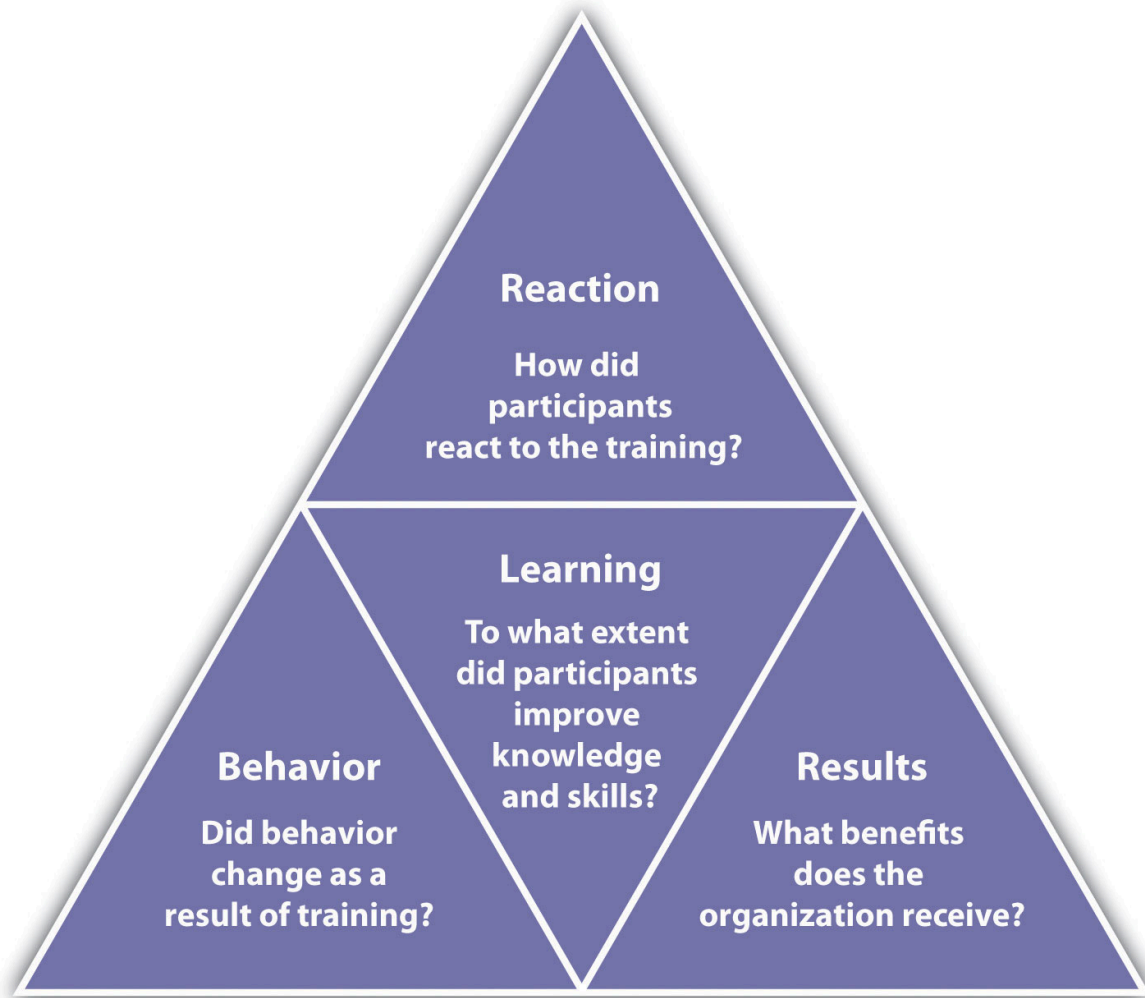 Reaction
How did
participants
react to the training?
Learning
To what extent
did participants
improve
knowledge
and skills?
Behavior
Did behavior
change as a
result of training?
Results
What benefits
does the
organization receive?